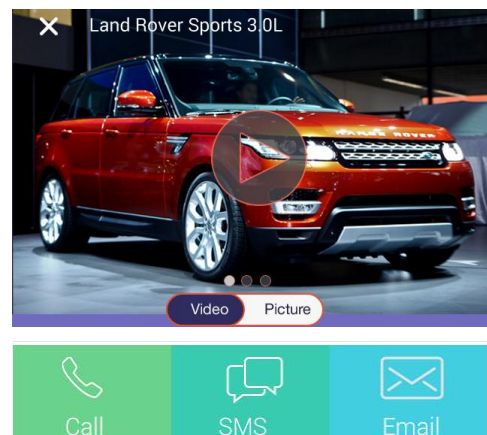 Land Rover Sports 3.0L
RANGE ROVER
Video Picture
Call SMS Email